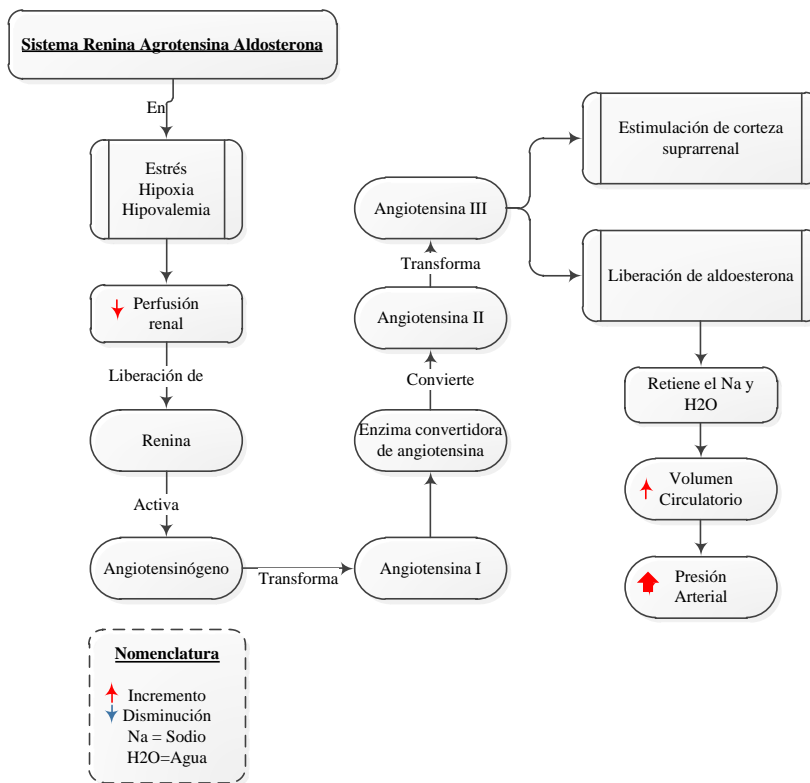 Sistema Renina Agrotensina Aldosterona
En
Estrés
Hipoxia
Hipovalemia
Perfusión
renal
Liberación de
Renina
Activa
Angiotensinógeno
Transforma
Angiotensina I
Enzima convertidora
de angiotensina
Convierte
Angiotensina II
Transforma
Angiotensina III
Estimulación de corteza
suprarrenal
Liberación de aldoesterona
Retiene el Na y
H2O
Volumen
Circulatorio
Presión
Arterial
Nomenclatura
Incremento
Disminución
Na = Sodio
H2O=Agua